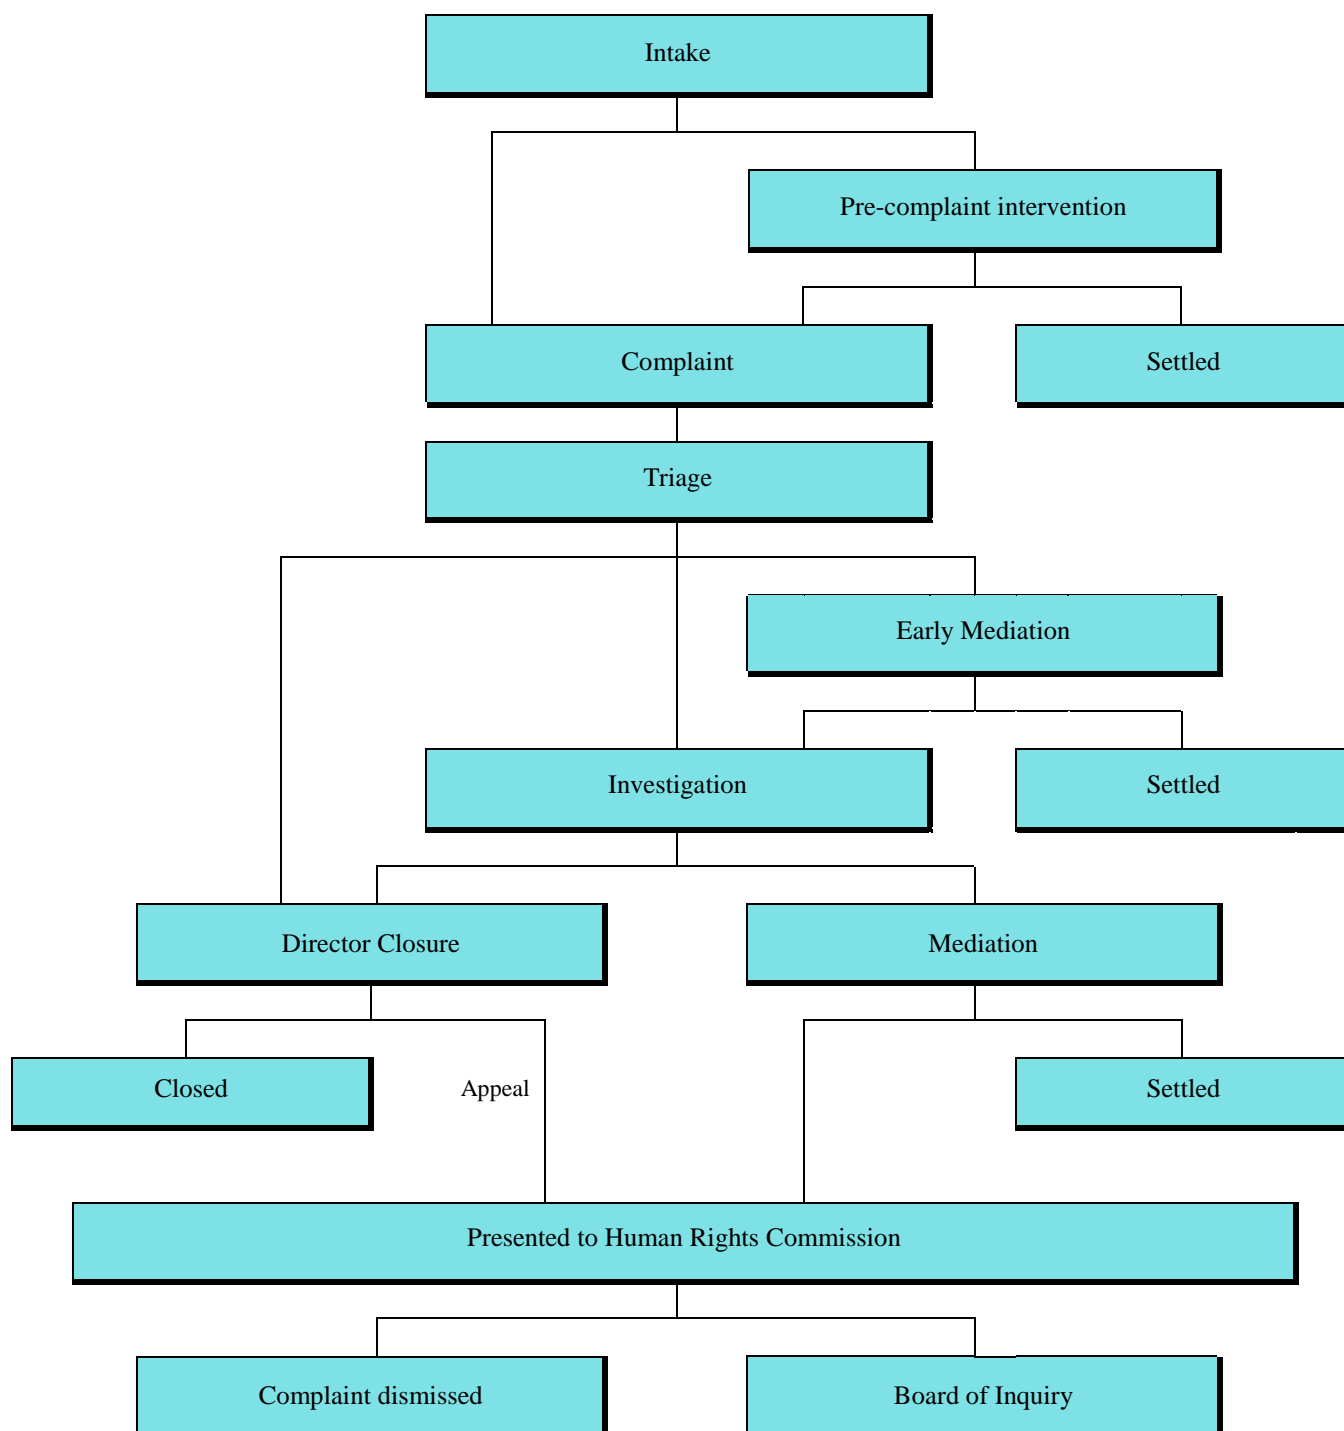 Intake
Pre-complaint intervention
Complaint
Settled
Triage
Early Mediation
Investigation
Settled
Director Closure
Mediation
Closed
Appeal
Settled
Presented to Human Rights Commission
Complaint dismissed
Board of Inquiry